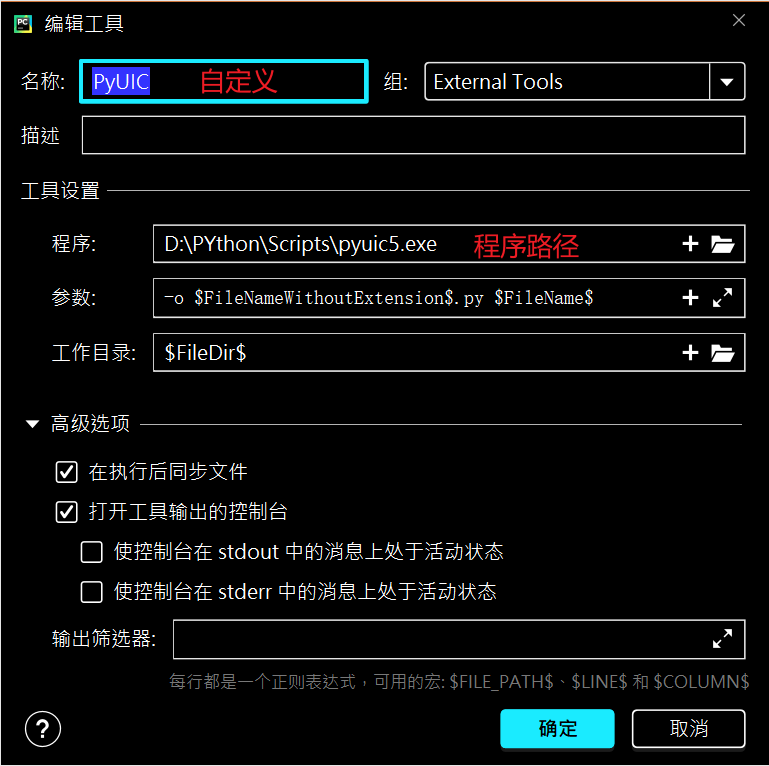 PC 编辑工具
名称: PyUIC 自定义 组: External Tools
描述
工具设置
程序: D:\PYthon\Scripts\pyuic5.exe 程序路径
参数: -o $FileNameWithoutExtension$.py $FileName$
工作目录: $FileDir$
高级选项
在执行后同步文件
打开工具输出的控制台
使控制台在 stdout 中的消息上处于活动状态
使控制台在 stderr 中的消息上处于活动状态
输出筛选器:
每行都是一个正则表达式，可用的宏: $FILE_PATH$、$LINE$ 和 $COLUMN$
? 确定 取消